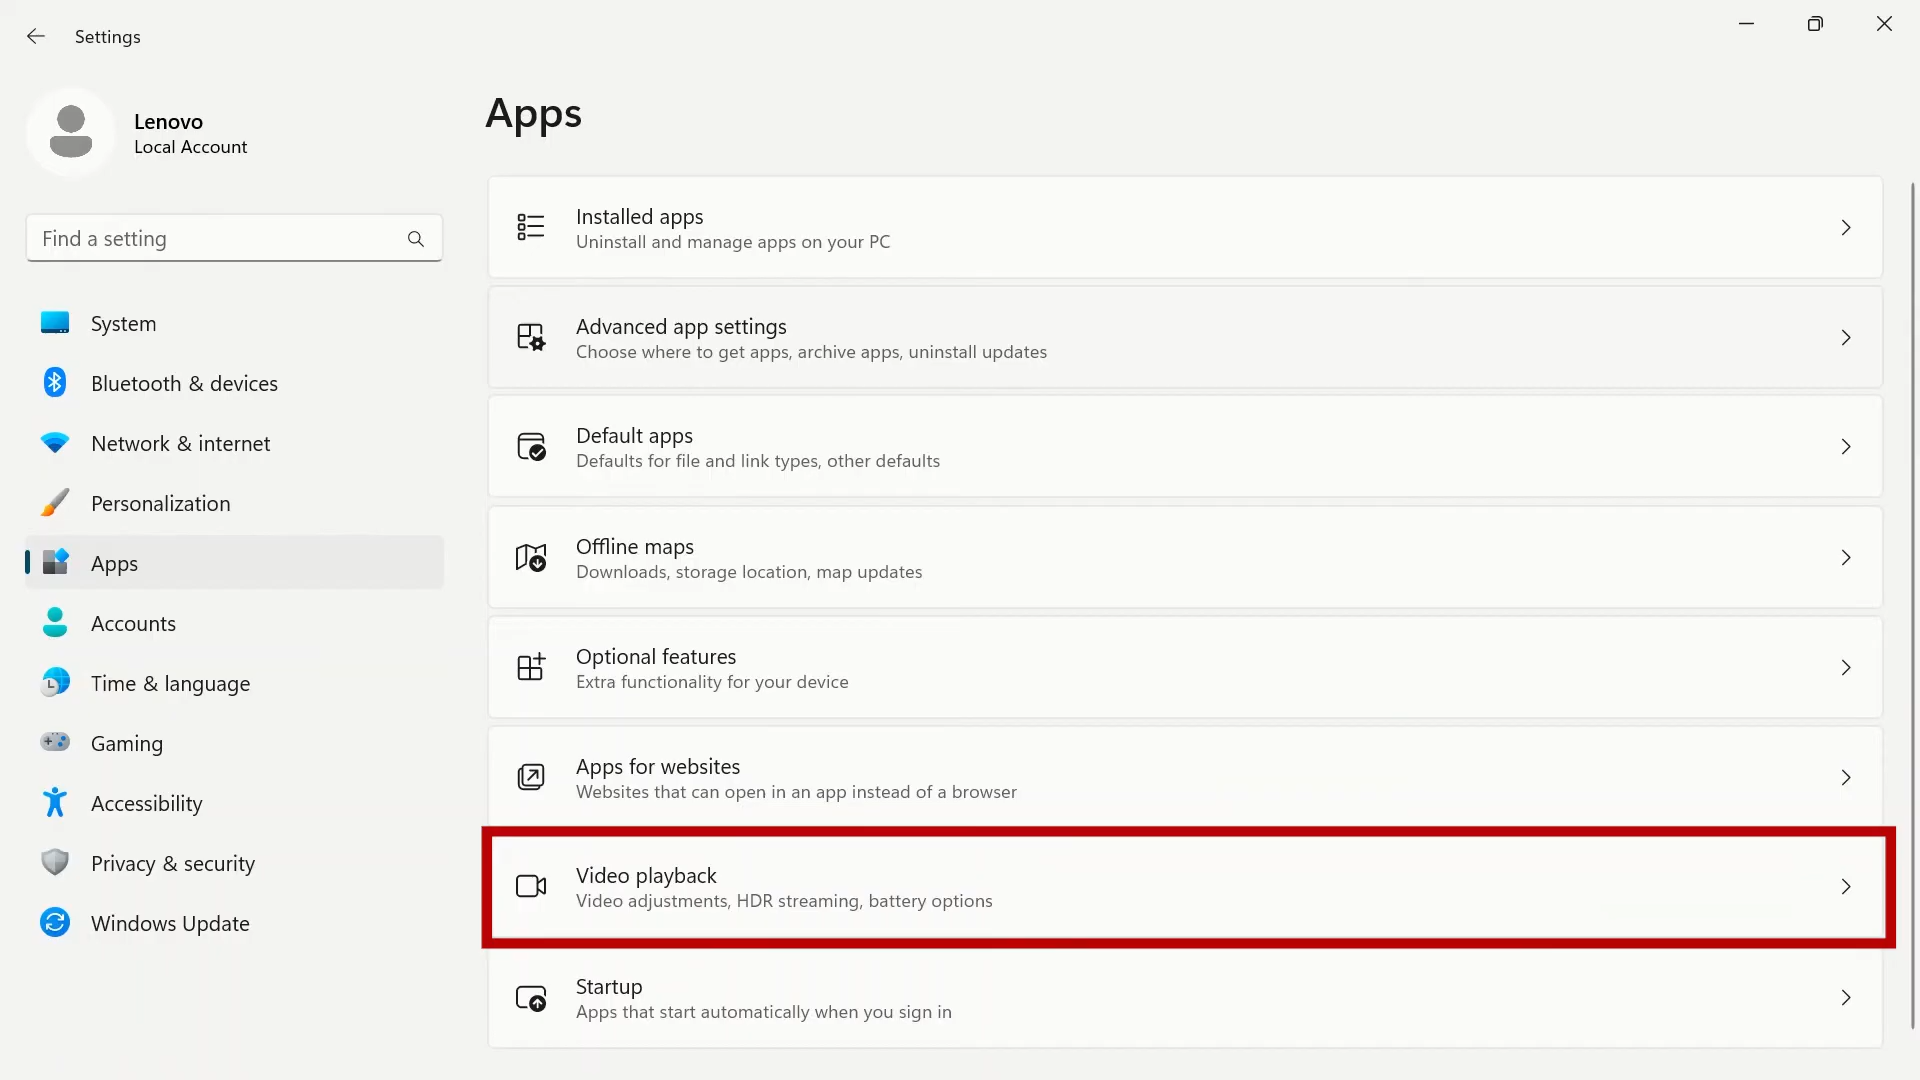 Settings
Lenovo
Local Account
Find a setting
System
Bluetooth & devices
Network & internet
Personalization
Apps
Accounts
Time & language
Gaming
Accessibility
Privacy & security
Windows Update
Apps
Installed apps
Uninstall and manage apps on your PC
Advanced app settings
Choose where to get apps, archive apps, uninstall updates
Default apps
Defaults for file and link types, other defaults
Offline maps
Downloads, storage location, map updates
Optional features
Extra functionality for your device
Apps for websites
Websites that can open in an app instead of a browser
Video playback
Video adjustments, HDR streaming, battery options
Startup
Apps that start automatically when you sign in